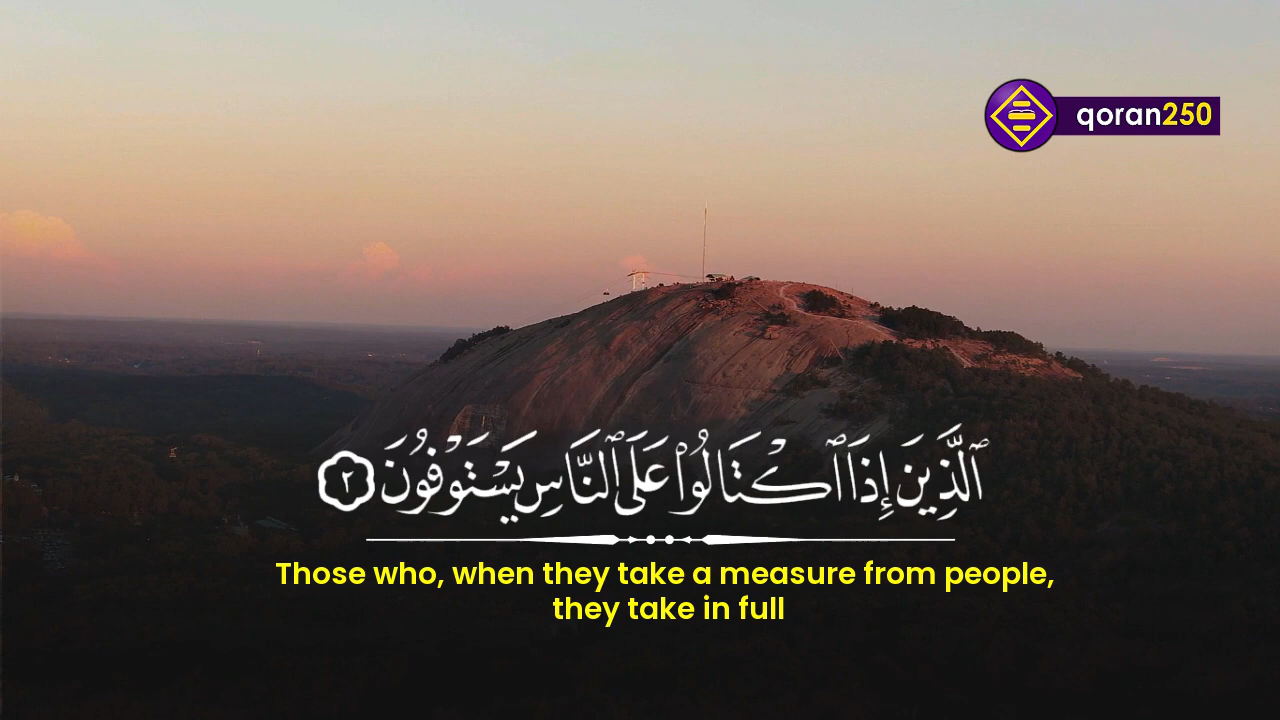 qoran250
ٱلَّذِينَ إِذَا ٱكْتَالُوا۟ عَلَى ٱلنَّاسِ يَسْتَوْفُونَ ٢
Those who, when they take a measure from people,
they take in full